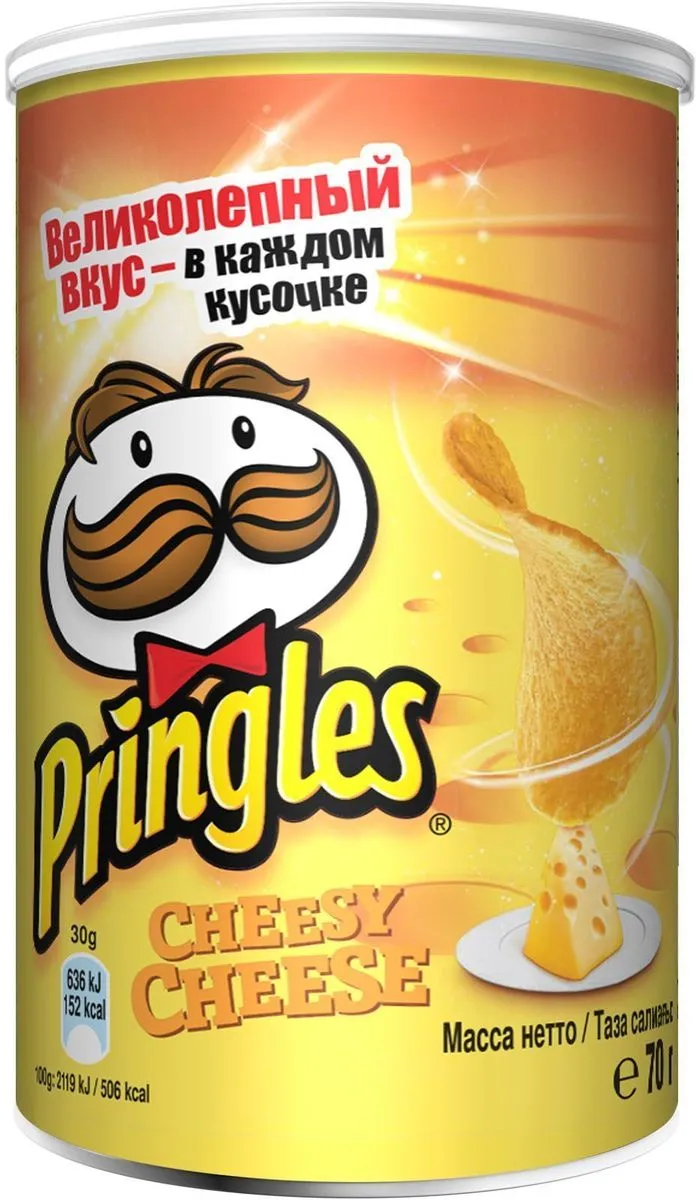 Великолепный
вкус – в каждом
кусочке
Pringles®
CHEESY
CHEESE
30g
636 kJ
152 kcal
100g: 2119 kJ / 506 kcal
Масса нетто / Таза
e 70 г